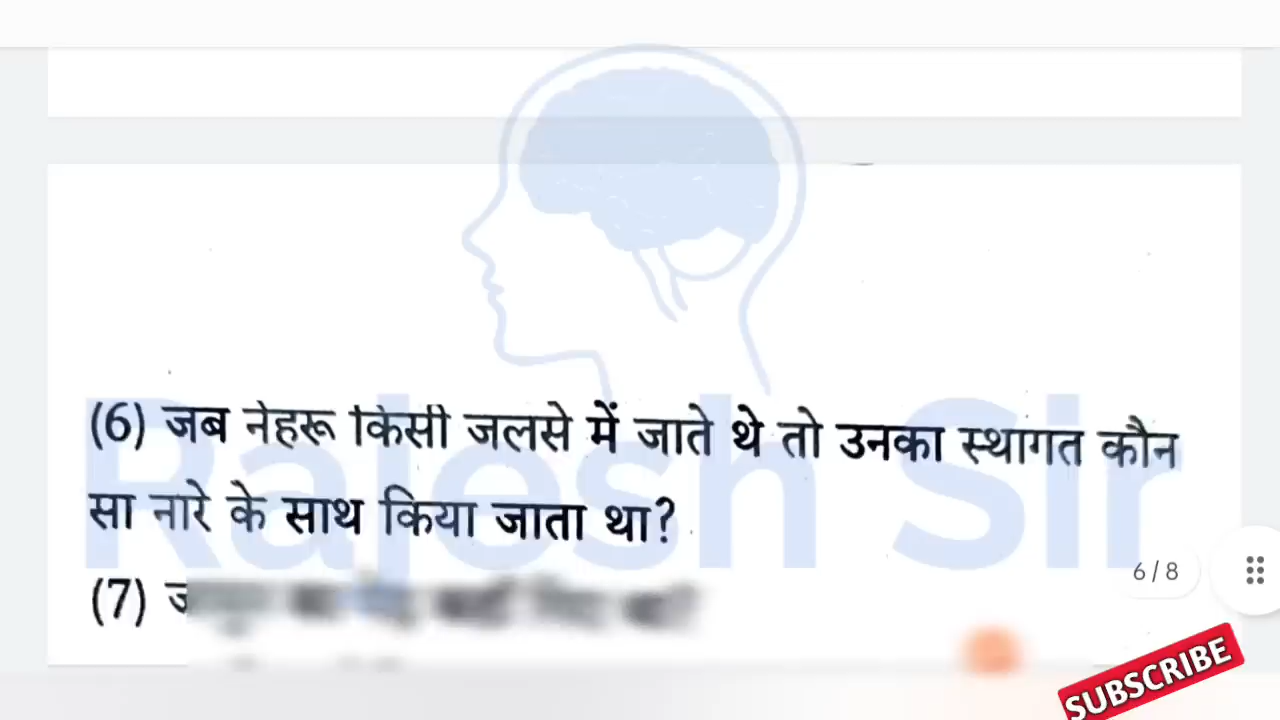 (6) जब नेहरू किसी जलसे में जाते थे तो उनका स्थागत कौन
सा नारे के साथ किया जाता था?
(7)
Rajesh Sir
6/8
SUBSCRIBE